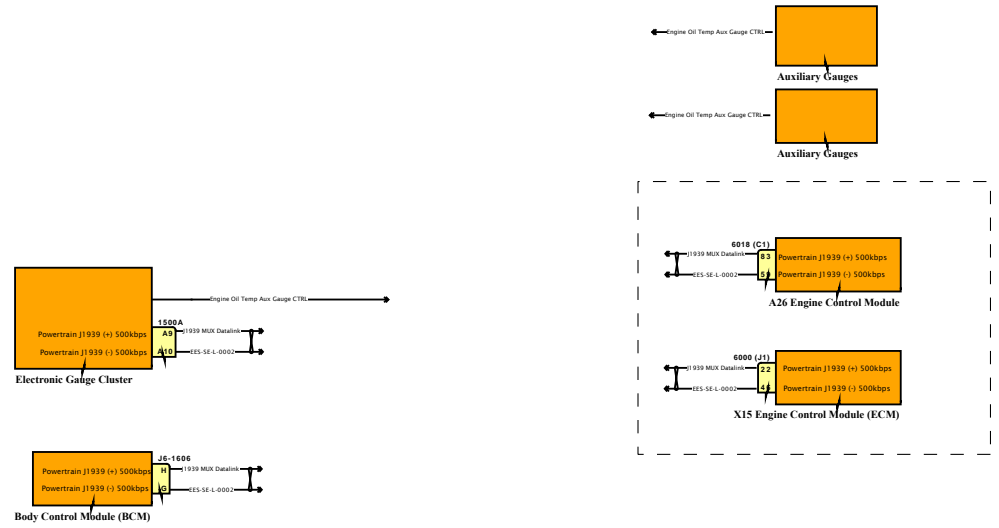 Engine Oil Temp Aux Gauge CTRL
Auxiliary Gauges
Engine Oil Temp Aux Gauge CTRL
Auxiliary Gauges
6018 (C1)
J1939 MUX Datalink 83 Powertrain J1939 (+) 500kbps
EES-SE-L-0002 Powertrain J1939 (-) 500kbps
A26 Engine Control Module
Engine Oil Temp Aux Gauge CTRL
1500A
Powertrain J1939 (+) 500kbps A9 J1939 MUX Datalink
Powertrain J1939 (-) 500kbps A10 EES-SE-L-0002
Electronic Gauge Cluster
6000 (J1)
J1939 MUX Datalink 22 Powertrain J1939 (+) 500kbps
EES-SE-L-0002 Powertrain J1939 (-) 500kbps
X15 Engine Control Module (ECM)
J6-1606
Powertrain J1939 (+) 500kbps H J1939 MUX Datalink
Powertrain J1939 (-) 500kbps G EES-SE-L-0002
Body Control Module (BCM)